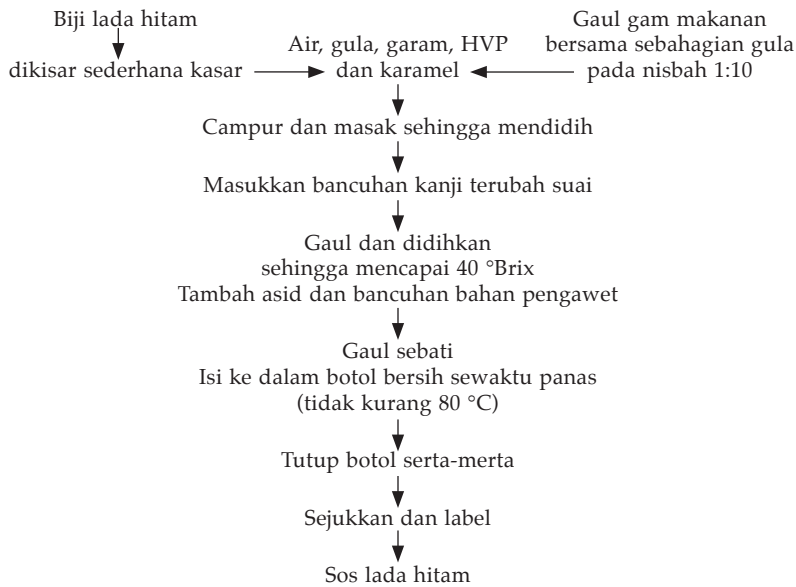 Biji lada hitam
dikisar sederhana kasar
Air, gula, garam, HVP
dan karamel
Gaul gam makanan
bersama sebahagian gula
pada nisbah 1:10
Campur dan masak sehingga mendidih
Masukkan bancuhan kanji terubah suai
Gaul dan didihkan
sehingga mencapai 40 °Brix
Tambah asid dan bancuhan bahan pengawet
Gaul sebati
Isi ke dalam botol bersih sewaktu panas
(tidak kurang 80 °C)
Tutup botol serta-merta
Sejukkan dan label
Sos lada hitam